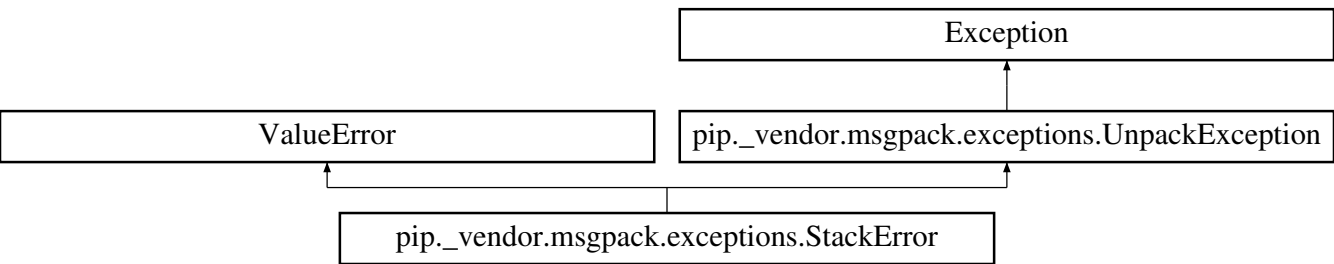 Exception
ValueError
pip._vendor.msgpack.exceptions.UnpackException
pip._vendor.msgpack.exceptions.StackError